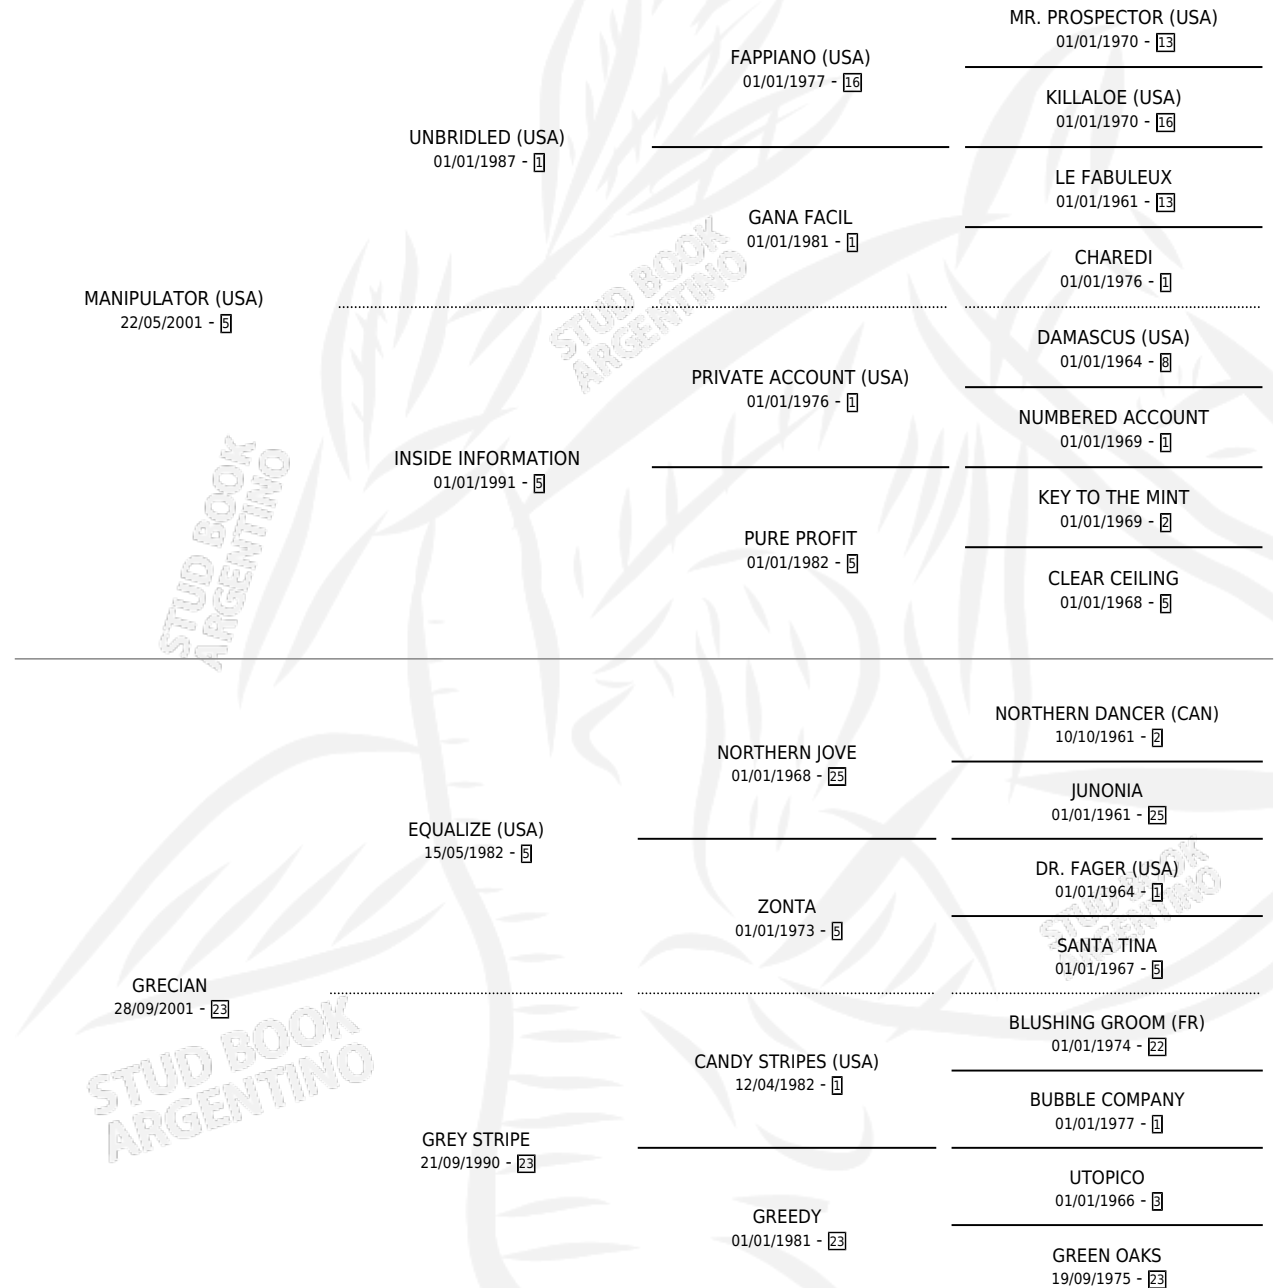 MR. PROSPECTOR (USA)
01/01/1970 - 13
FAPPIANO (USA)
01/01/1977 - 16
KILLALOE (USA)
01/01/1970 - 16
UNBRIDLED (USA)
01/01/1987 - 1
LE FABULEUX
01/01/1961 - 13
GANA FACIL
01/01/1981 - 1
CHAREDI
01/01/1976 - 1
MANIPULATOR (USA)
22/05/2001 - 5
DAMASCUS (USA)
01/01/1964 - 8
PRIVATE ACCOUNT (USA)
01/01/1976 - 1
NUMBERED ACCOUNT
01/01/1969 - 1
INSIDE INFORMATION
01/01/1991 - 5
KEY TO THE MINT
01/01/1969 - 2
PURE PROFIT
01/01/1982 - 5
CLEAR CEILING
01/01/1968 - 5
NORTHERN DANCER (CAN)
10/10/1961 - 2
NORTHERN JOVE
01/01/1968 - 25
JUNONIA
01/01/1961 - 25
EQUALIZE (USA)
15/05/1982 - 5
DR. FAGER (USA)
01/01/1964 - 1
ZONTA
01/01/1973 - 5
SANTA TINA
01/01/1967 - 5
GRECIAN
28/09/2001 - 23
BLUSHING GROOM (FR)
01/01/1974 - 22
CANDY STRIPES (USA)
12/04/1982 - 1
BUBBLE COMPANY
01/01/1977 - 1
GREY STRIPE
21/09/1990 - 23
UTOPICO
01/01/1966 - 3
GREEDY
01/01/1981 - 23
GREEN OAKS
19/09/1975 - 23
STUD BOOK
ARGENTINO
STUD BOOK
ARGENTINO
STUD BOOK
ARGENTINO
STUD BOOK
ARGENTINO